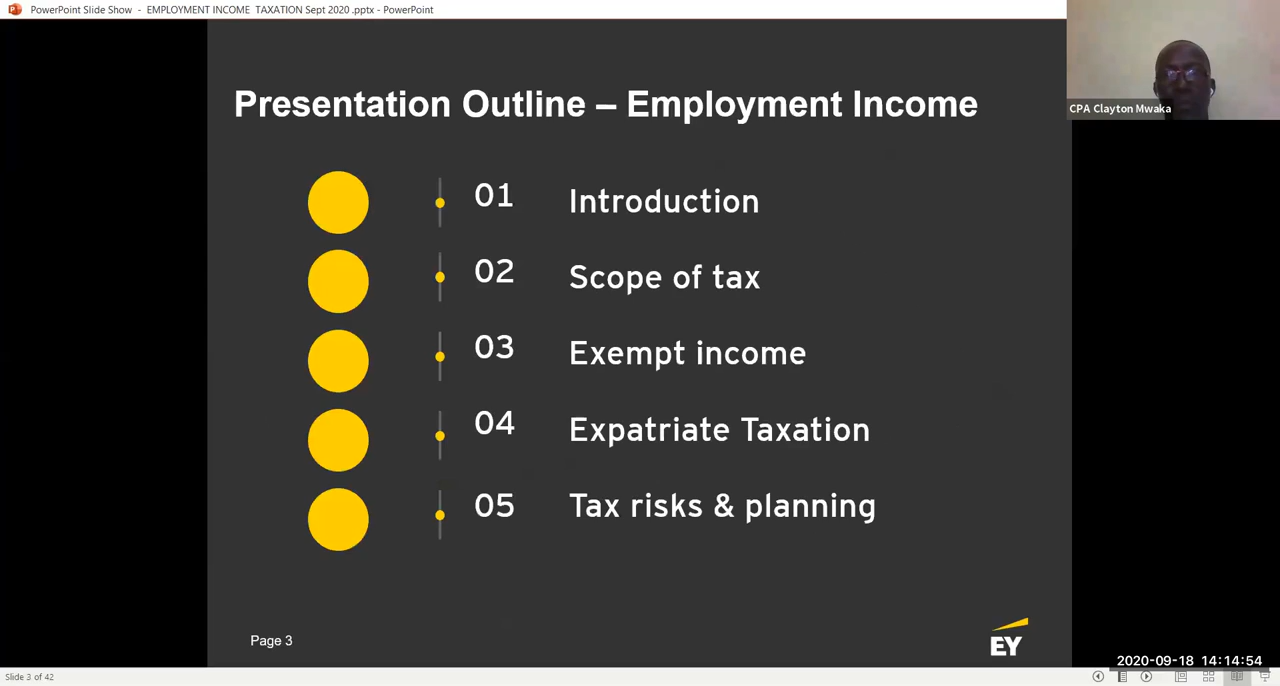 PowerPoint Slide Show - EMPLOYMENT INCOME TAXATION Sept 2020 .pptx - PowerPoint
CPA Clayton Mwaka
Presentation Outline – Employment Income
01 Introduction
02 Scope of tax
03 Exempt income
04 Expatriate Taxation
05 Tax risks & planning
Page 3
EY
2020-09-18 14:14:54
Slide 3 of 42